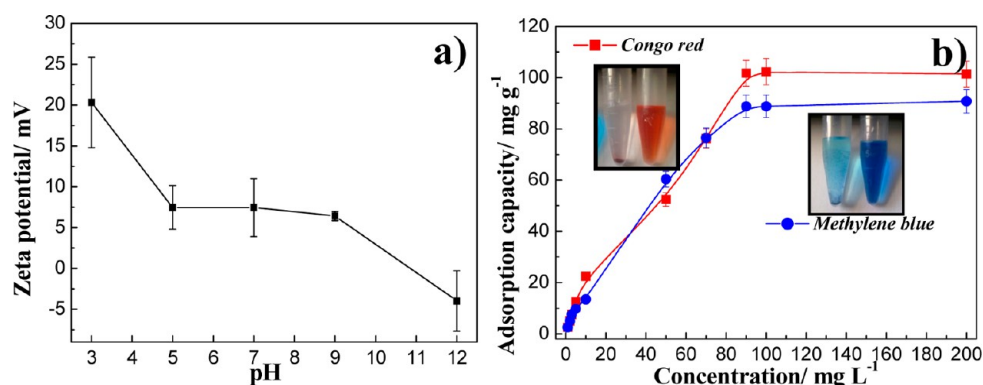 a)
Zeta potential/ mV
30
25
20
15
10
5
0
-5
3 4 5 6 7 8 9 10 11 12
pH
b)
Adsorption capacity/ mg g⁻¹
120
100
80
60
40
20
0
0 20 40 60 80 100 120 140 160 180 200
Concentration/ mg L⁻¹
Congo red
Methylene blue